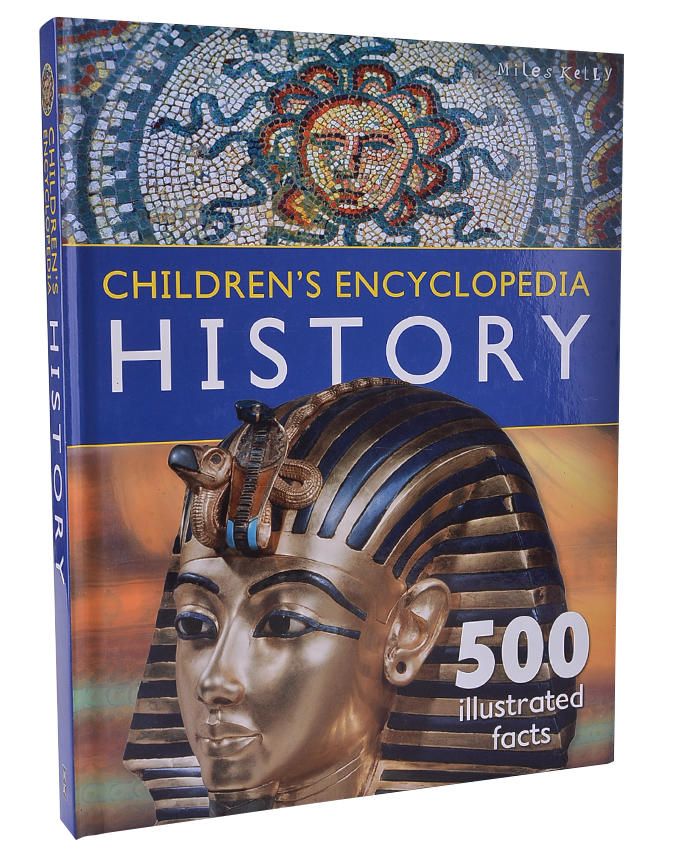 CHILDREN'S
ENCYCLOPEDIA
HISTORY
Miles Kelly
CHILDREN'S ENCYCLOPEDIA
HISTORY
500
illustrated
facts